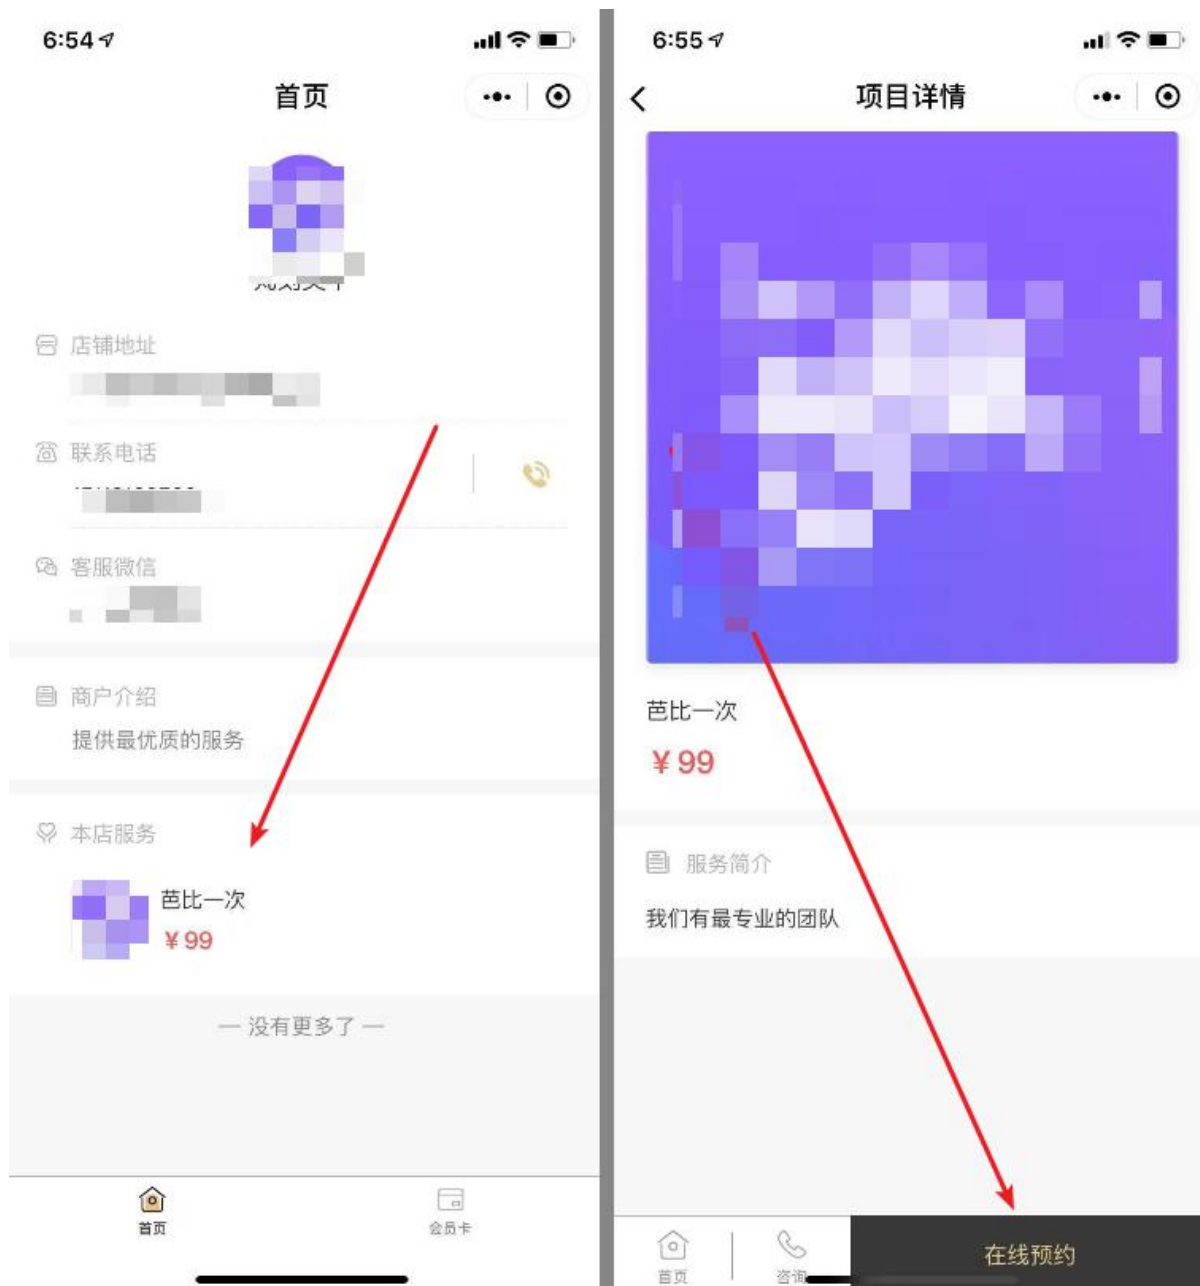 6:54
首页
店铺地址
联系电话
客服微信
商户介绍
提供最优质的服务
本店服务
芭比一次
¥99
— 没有更多了 —
首页
会员卡
6:55
项目详情
芭比一次
¥99
服务简介
我们有最专业的团队
首页
咨询
在线预约